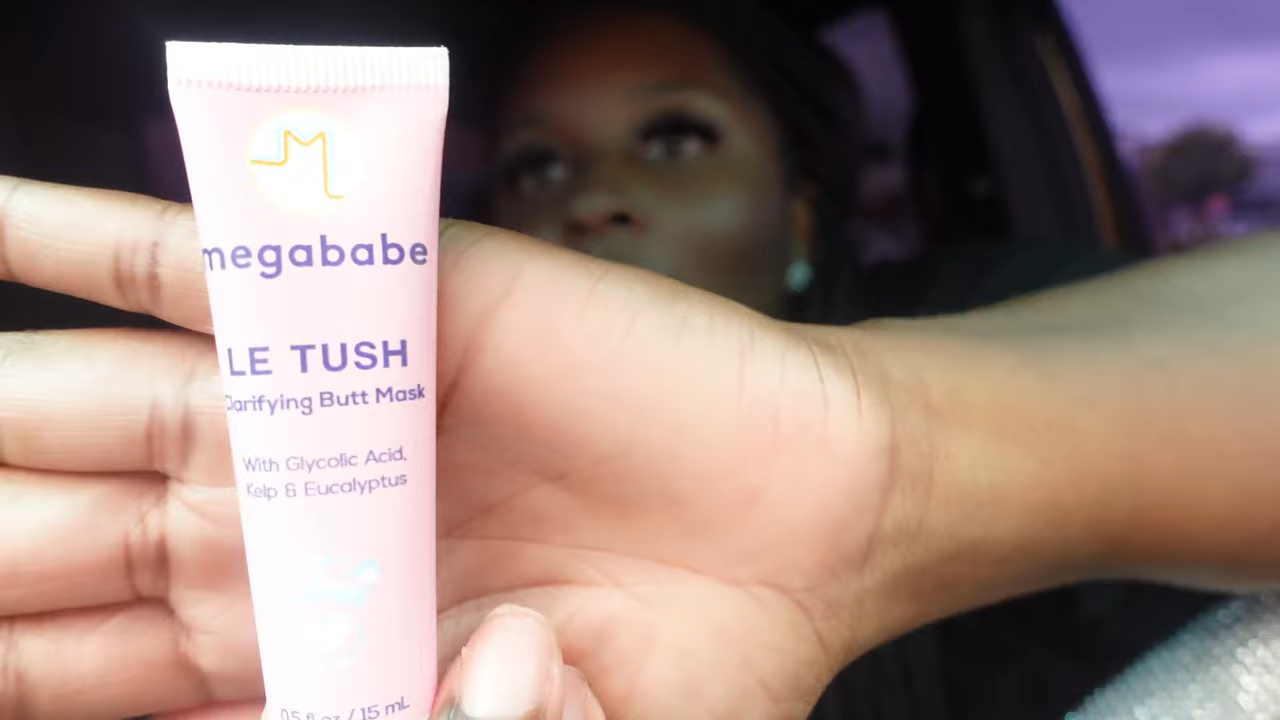 megababe
LE TUSH
Clarifying Butt Mask
With Glycolic Acid,
Kelp & Eucalyptus
0.5 fl oz / 15 mL